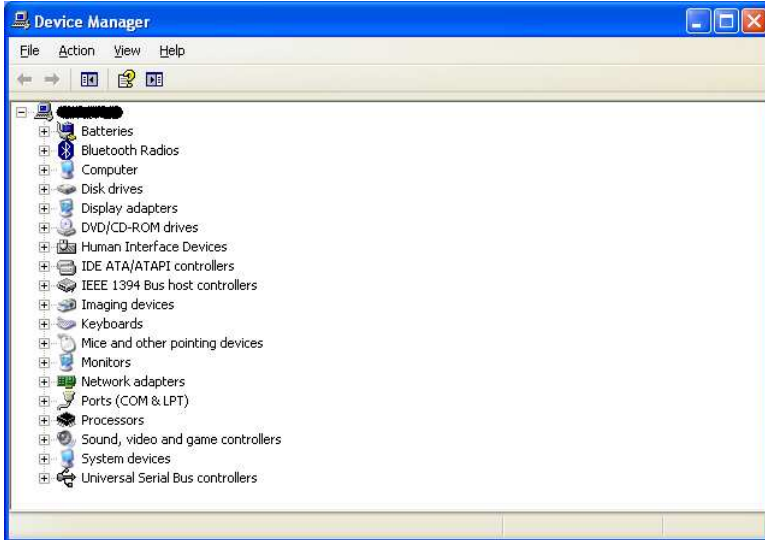 Device Manager
File Action View Help
Batteries
Bluetooth Radios
Computer
Disk drives
Display adapters
DVD/CD-ROM drives
Human Interface Devices
IDE ATA/ATAPI controllers
IEEE 1394 Bus host controllers
Imaging devices
Keyboards
Mice and other pointing devices
Monitors
Network adapters
Ports (COM & LPT)
Processors
Sound, video and game controllers
System devices
Universal Serial Bus controllers